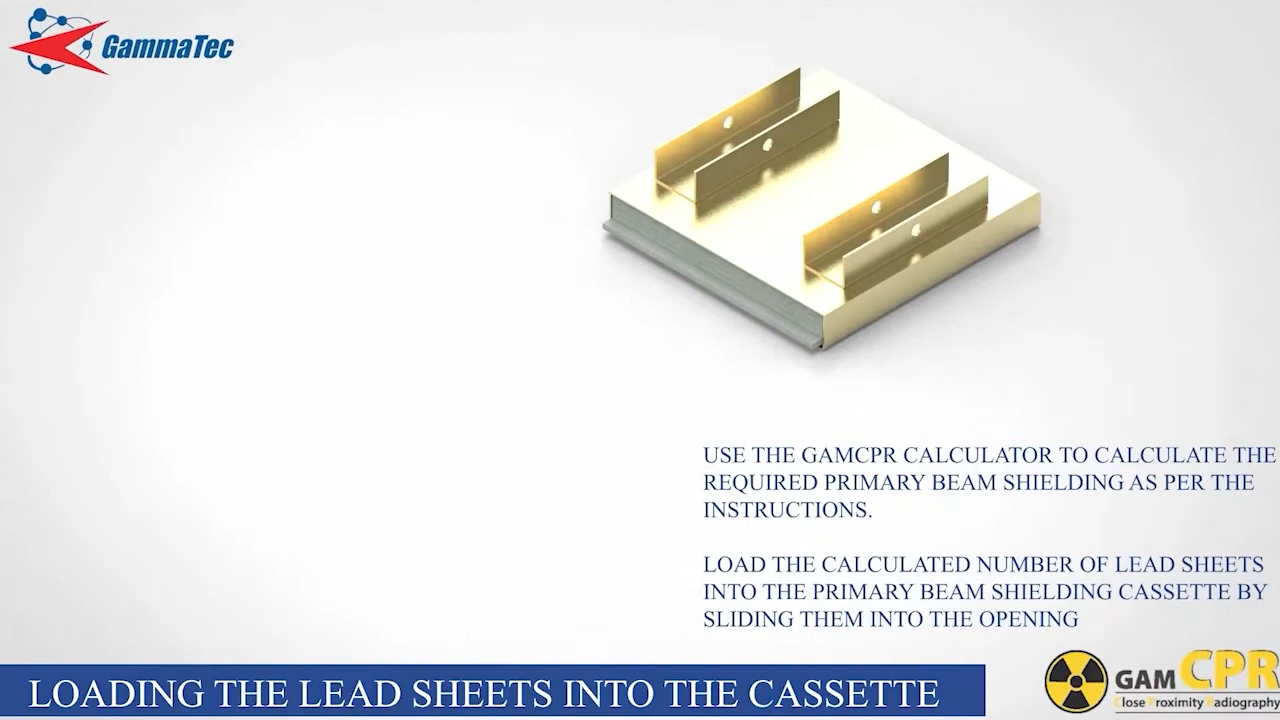 GammaTec
USE THE GAMCPR CALCULATOR TO CALCULATE THE
REQUIRED PRIMARY BEAM SHIELDING AS PER THE
INSTRUCTIONS.
LOAD THE CALCULATED NUMBER OF LEAD SHEETS
INTO THE PRIMARY BEAM SHIELDING CASSETTE BY
SLIDING THEM INTO THE OPENING
LOADING THE LEAD SHEETS INTO THE CASSETTE
GAM CPR
Close Proximity Radiography